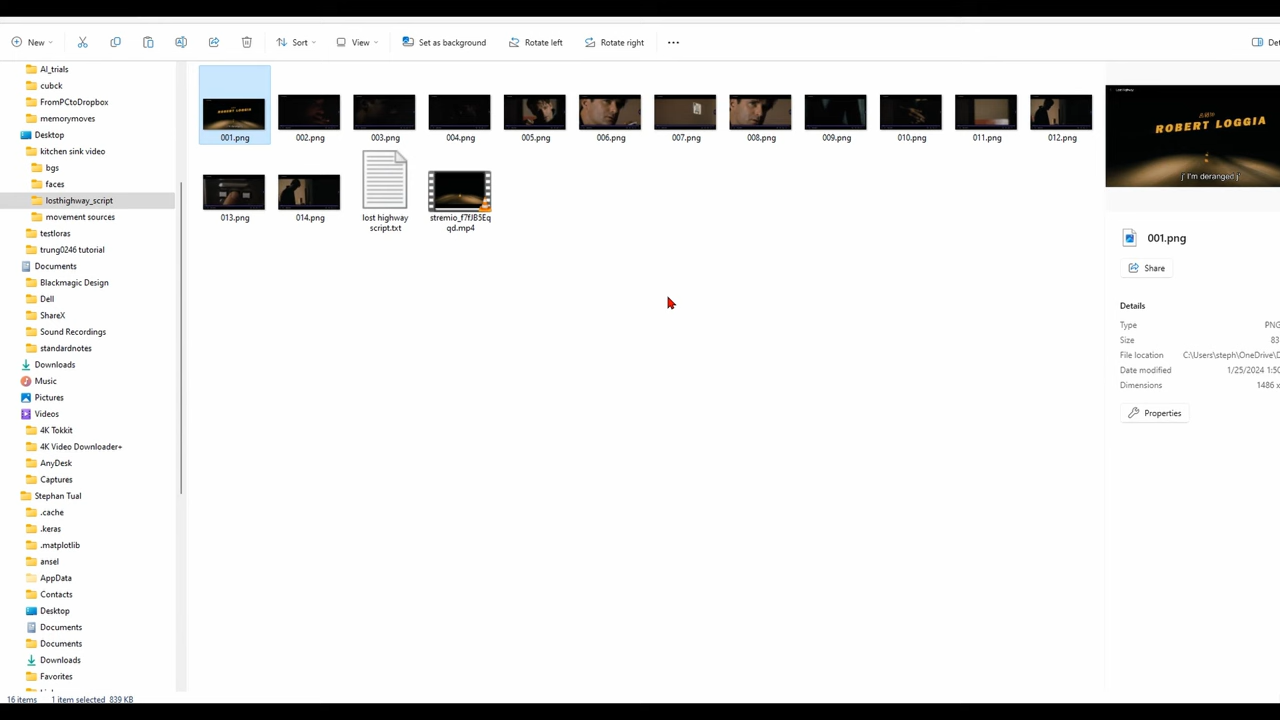 New
Sort
View
Set as background
Rotate left
Rotate right
Det
AI_trials
cubck
FromPCtoDropbox
memorymoves
Desktop
kitchen sink video
bgs
faces
losthighway_script
movement sources
testloras
trung0246 tutorial
Documents
Blackmagic Design
Dell
ShareX
Sound Recordings
standardnotes
Downloads
Music
Pictures
Videos
4K Tokkit
4K Video Downloader+
AnyDesk
Captures
Stephan Tual
.cache
.keras
.matplotlib
ansel
AppData
Contacts
Desktop
Documents
Documents
Downloads
Favorites
16 items 1 item selected 839 KB
ROBERT LOGGIA
001.png
002.png
003.png
004.png
005.png
006.png
007.png
008.png
009.png
010.png
011.png
012.png
013.png
014.png
lost highway
script.txt
stremio_f7fJB5Eq
qd.mp4
ROBERT LOGGIA
♪ I'm deranged ♪
001.png
Share
Details
Type PNG
Size 83
File location C:\Users\steph\OneDrive\D
Date modified 1/25/2024 1:50
Dimensions 1486 x
Properties